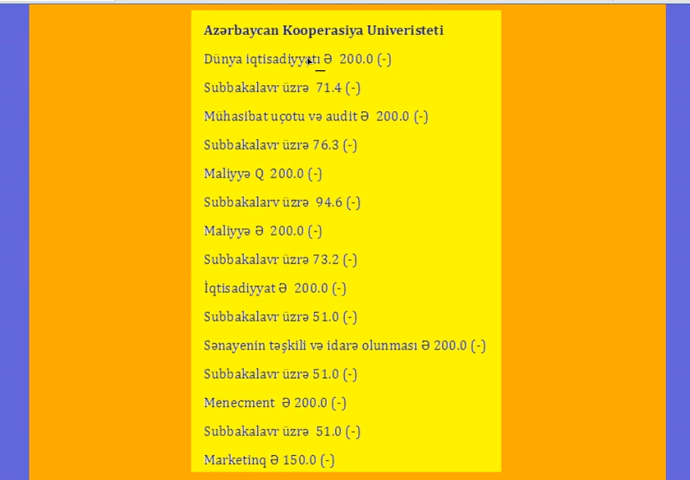 Azərbaycan Kooperasiya Univeristeti
Dünya iqtisadiyyatı Ə 200.0 (-)
Subbakalavr üzrə 71.4 (-)
Mühasibat uçotu və audit Ə 200.0 (-)
Subbakalavr üzrə 76.3 (-)
Maliyyə Q 200.0 (-)
Subbakalarv üzrə 94.6 (-)
Maliyyə Ə 200.0 (-)
Subbakalavr üzrə 73.2 (-)
İqtisadiyyat Ə 200.0 (-)
Subbakalavr üzrə 51.0 (-)
Sənayenin təşkili və idarə olunması Ə 200.0 (-)
Subbakalavr üzrə 51.0 (-)
Menecment Ə 200.0 (-)
Subbakalavr üzrə 51.0 (-)
Marketinq Ə 150.0 (-)